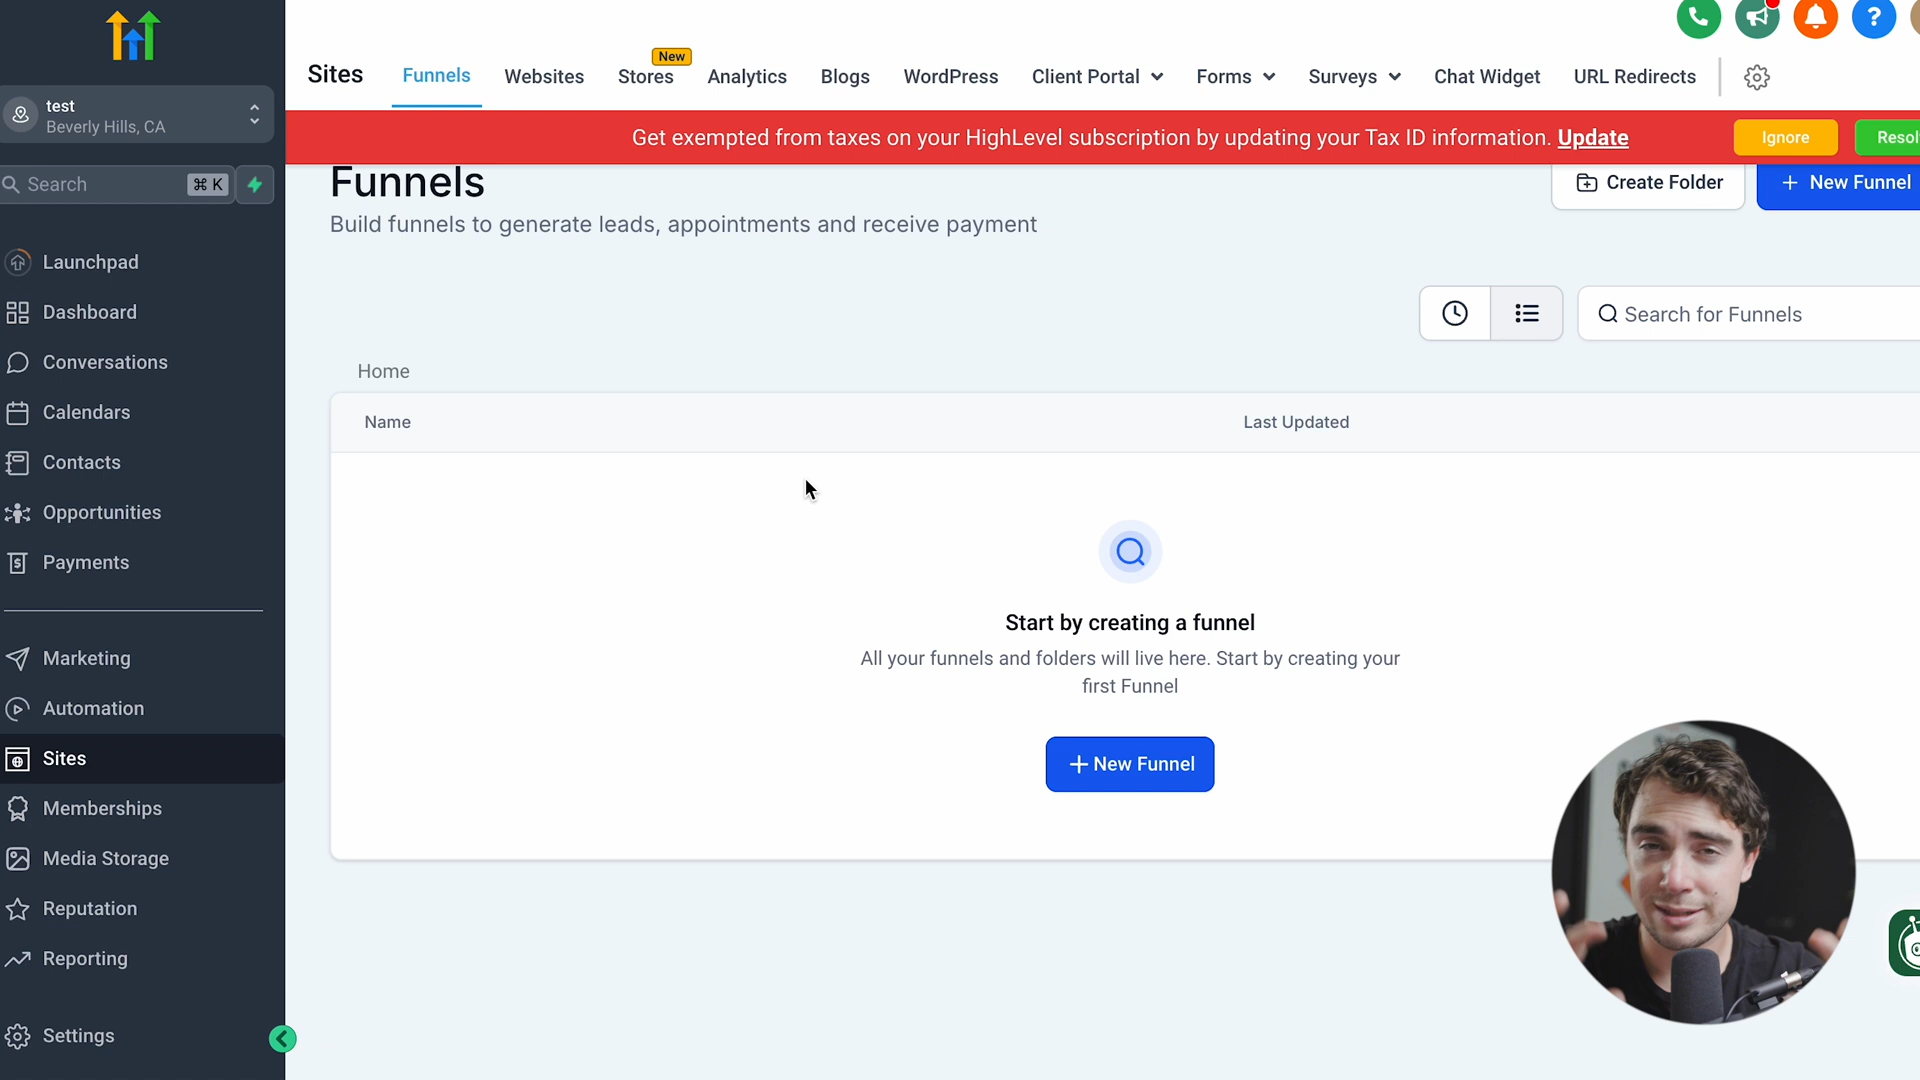 test
Beverly Hills, CA
Search
⌘ K
Launchpad
Dashboard
Conversations
Calendars
Contacts
Opportunities
Payments
Marketing
Automation
Sites
Memberships
Media Storage
Reputation
Reporting
Settings
Sites
Funnels
Websites
New
Stores
Analytics
Blogs
WordPress
Client Portal
Forms
Surveys
Chat Widget
URL Redirects
Get exempted from taxes on your HighLevel subscription by updating your Tax ID information. Update
Ignore
Resol
Funnels
Build funnels to generate leads, appointments and receive payment
Create Folder
+ New Funnel
Search for Funnels
Home
Name
Last Updated
Start by creating a funnel
All your funnels and folders will live here. Start by creating your
first Funnel
+ New Funnel